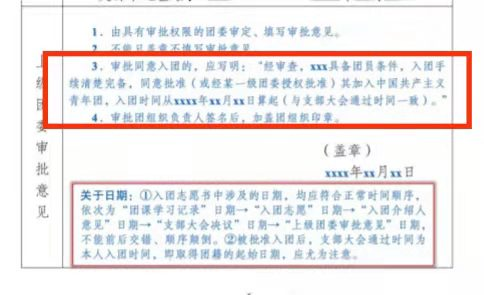 1．由具有审批权限的团委审定、填写审批意见。
2．不能只盖章不填写审批意见
3．审批同意入团的，应写明：“经审查，xxx具备团员条件，入团手
续清楚完备，同意批准（或经某一级团委授权批准）其加入中国共产主义
青年团，入团时间从xxxx年xx月xx日算起（与支部大会通过时间一致）。”
4．审批团组织负责人签名后，加盖团组织印章。
上级团委审批意见
（盖章）
xxxx年xx月xx日
关于日期：①入团志愿书中涉及的日期，均应符合正常时间顺序，
依次为“团课学习记录”日期→“入团志愿”日期→“入团介绍人
意见”日期→“支部大会决议”日期→“上级团委审批意见”日期，
不能前后交错、顺序颠倒。②被批准入团后，支部大会通过时间为
本人入团时间，即取得团籍的起始日期，应尤为注意。